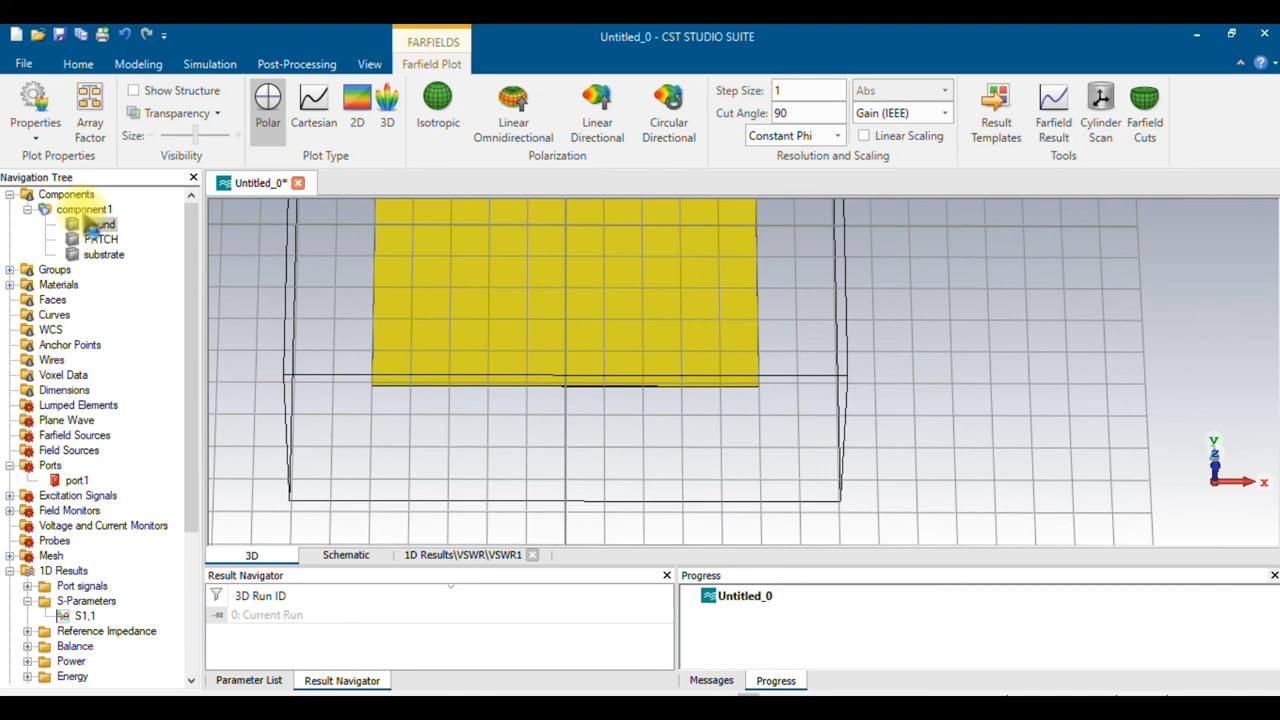 Untitled_0 - CST STUDIO SUITE
FARFIELDS
File Home Modeling Simulation Post-Processing View Farfield Plot
Properties
Array
Factor
Plot Properties
Show Structure
Transparency
Size:
Visibility
Polar
Cartesian
2D
3D
Plot Type
Isotropic
Linear
Omnidirectional
Linear
Directional
Circular
Directional
Polarization
Step Size: 1
Cut Angle: 90
Constant Phi
Abs
Gain (IEEE)
Linear Scaling
Resolution and Scaling
Result
Templates
Farfield
Result
Cylinder
Scan
Farfield
Cuts
Tools
Navigation Tree
Components
component1
PATCH
substrate
Groups
Materials
Faces
Curves
WCS
Anchor Points
Wires
Voxel Data
Dimensions
Lumped Elements
Plane Wave
Farfield Sources
Field Sources
Ports
port1
Excitation Signals
Field Monitors
Voltage and Current Monitors
Probes
Mesh
1D Results
Port signals
S-Parameters
S1,1
Reference Impedance
Balance
Power
Energy
Untitled_0*
y
z
x
3D Schematic 1D Results\VSWR\VSWR1
Result Navigator
3D Run ID
0: Current Run
Parameter List Result Navigator
Progress
Untitled_0
Messages Progress